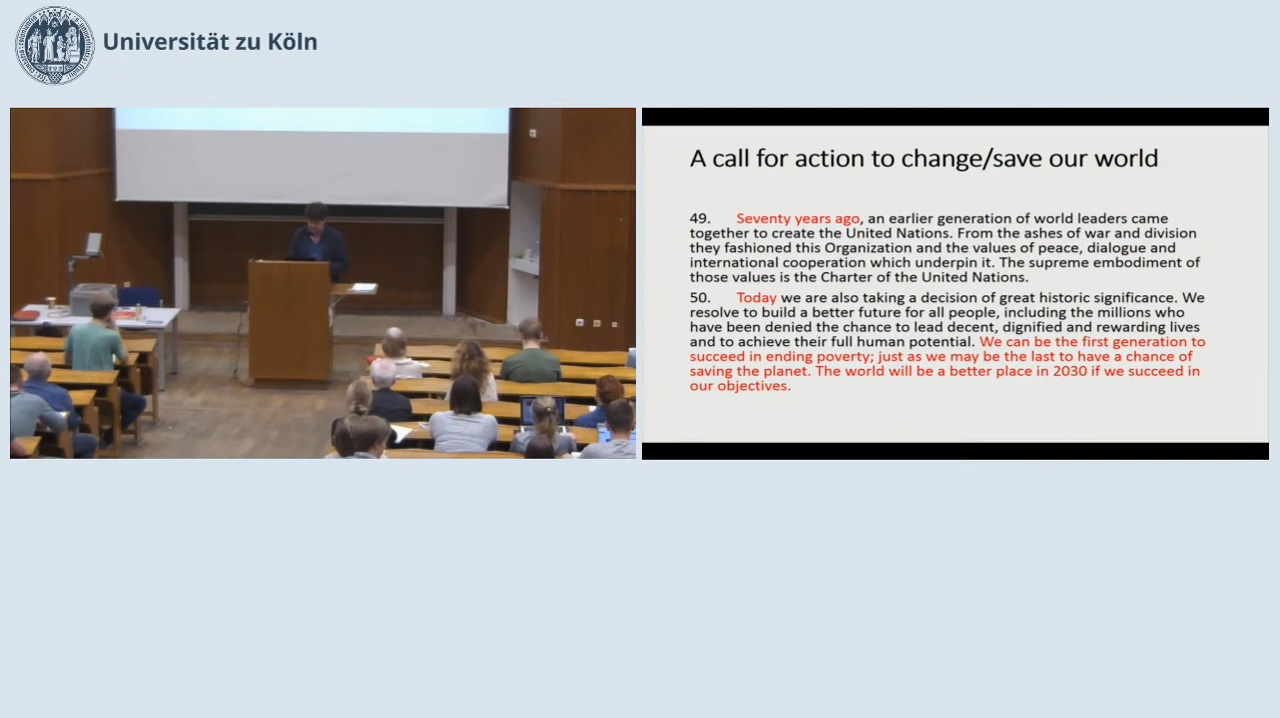 Universität zu Köln
A call for action to change/save our world
49. Seventy years ago, an earlier generation of world leaders came
together to create the United Nations. From the ashes of war and division
they fashioned this Organization and the values of peace, dialogue and
international cooperation which underpin it. The supreme embodiment of
those values is the Charter of the United Nations.
50. Today we are also taking a decision of great historic significance. We
resolve to build a better future for all people, including the millions who
have been denied the chance to lead decent, dignified and rewarding lives
and to achieve their full human potential. We can be the first generation to
succeed in ending poverty; just as we may be the last to have a chance of
saving the planet. The world will be a better place in 2030 if we succeed in
our objectives.